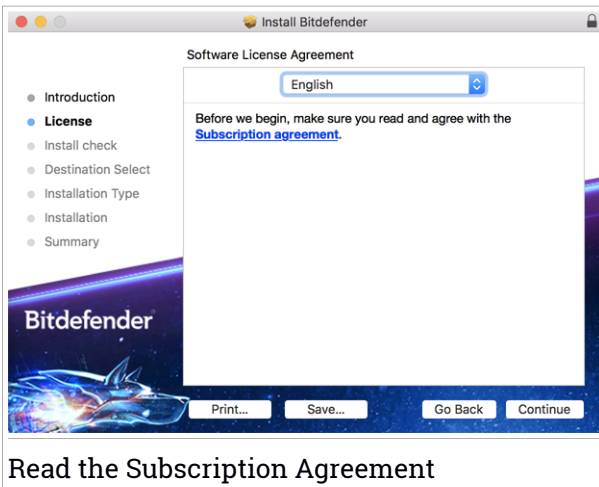 Install Bitdefender
Software License Agreement
English
Introduction
License
Install check
Destination Select
Installation Type
Installation
Summary
Before we begin, make sure you read and agree with the
Subscription agreement.
Bitdefender
Print...
Save...
Go Back
Continue
Read the Subscription Agreement